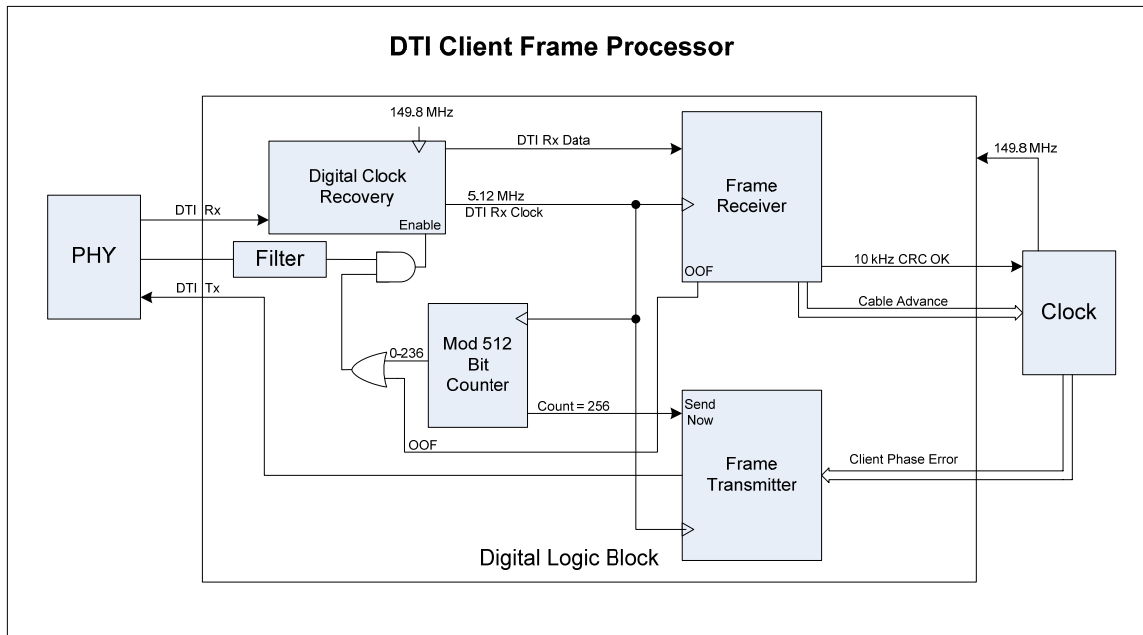 DTI Client Frame Processor
149.8 MHz
DTI Rx Data
149.8 MHz
Digital Clock
Recovery
Frame
Receiver
5.12 MHz
DTI Rx Clock
DTI Rx
Enable
PHY
Filter
OOF
10 kHz CRC OK
DTI Tx
Cable Advance
Clock
Mod 512
Bit
Counter
0-236
Count = 256
Send
Now
OOF
Client Phase Error
Frame
Transmitter
Digital Logic Block